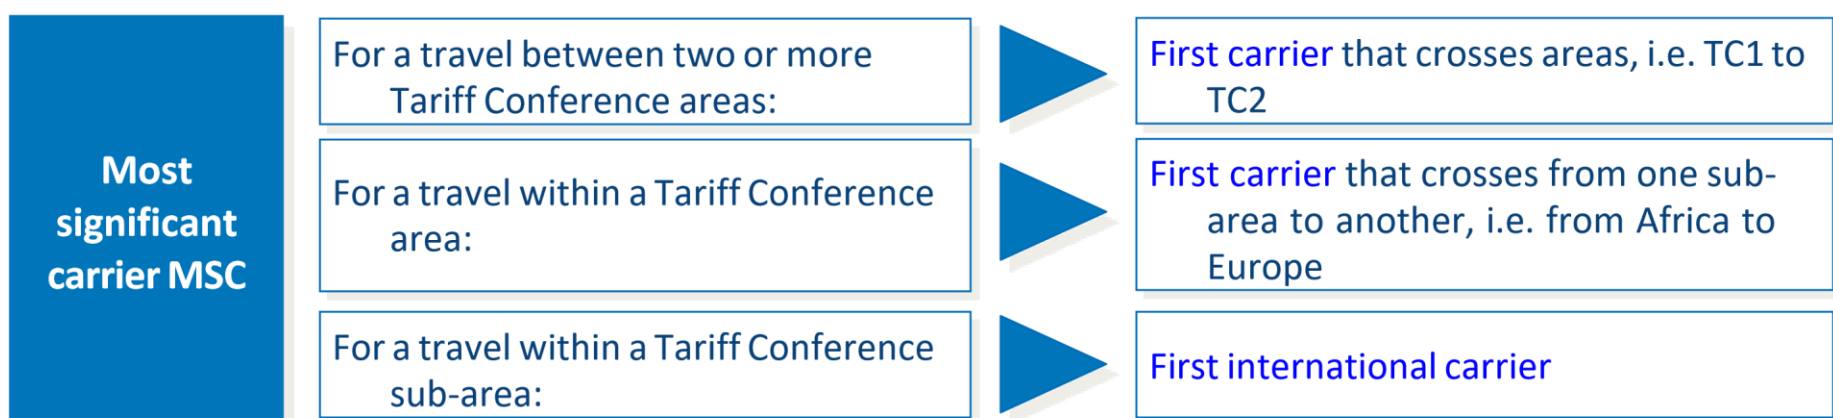 Most
significant
carrier MSC
For a travel between two or more
Tariff Conference areas:
First carrier that crosses areas, i.e. TC1 to
TC2
For a travel within a Tariff Conference
area:
First carrier that crosses from one sub-
area to another, i.e. from Africa to
Europe
For a travel within a Tariff Conference
sub-area:
First international carrier